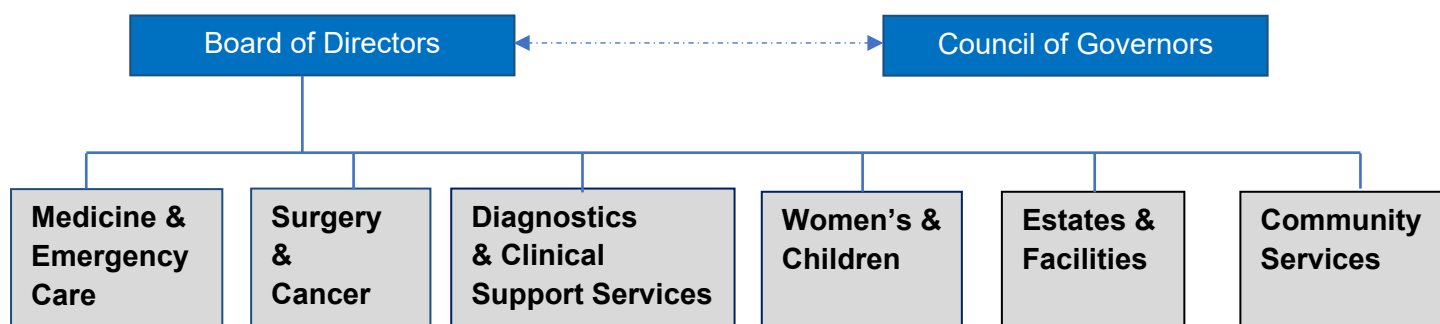 Board of Directors
Council of Governors
Medicine &
Emergency
Care
Surgery
&
Cancer
Diagnostics
& Clinical
Support Services
Women’s &
Children
Estates &
Facilities
Community
Services